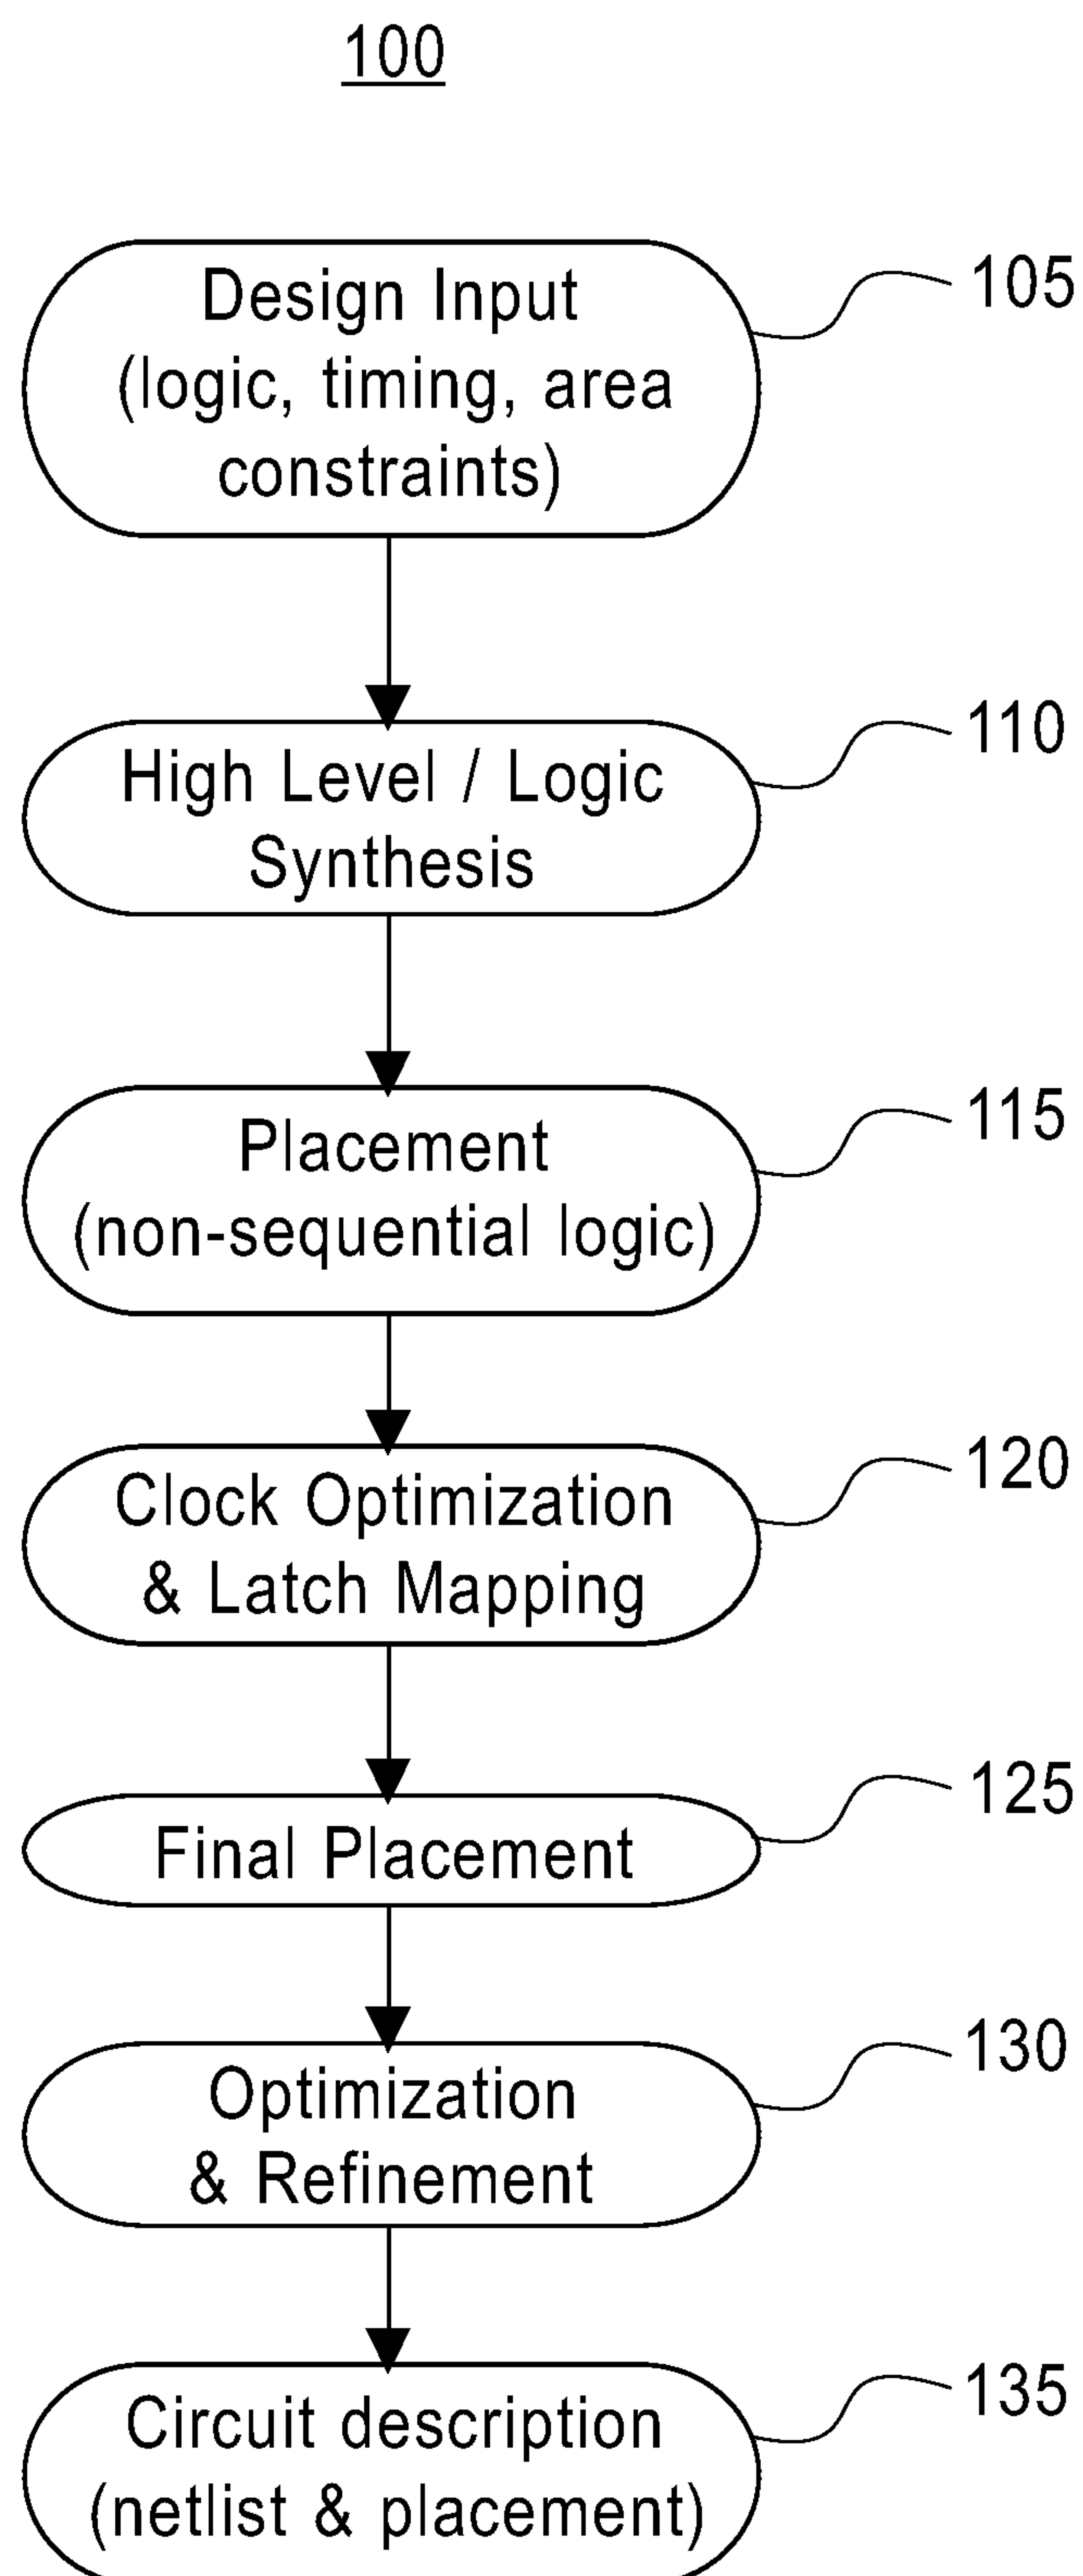 100
Design Input
(logic, timing, area
constraints)
105
High Level / Logic
Synthesis
110
Placement
(non-sequential logic)
115
Clock Optimization
& Latch Mapping
120
Final Placement
125
Optimization
& Refinement
130
Circuit description
(netlist & placement)
135